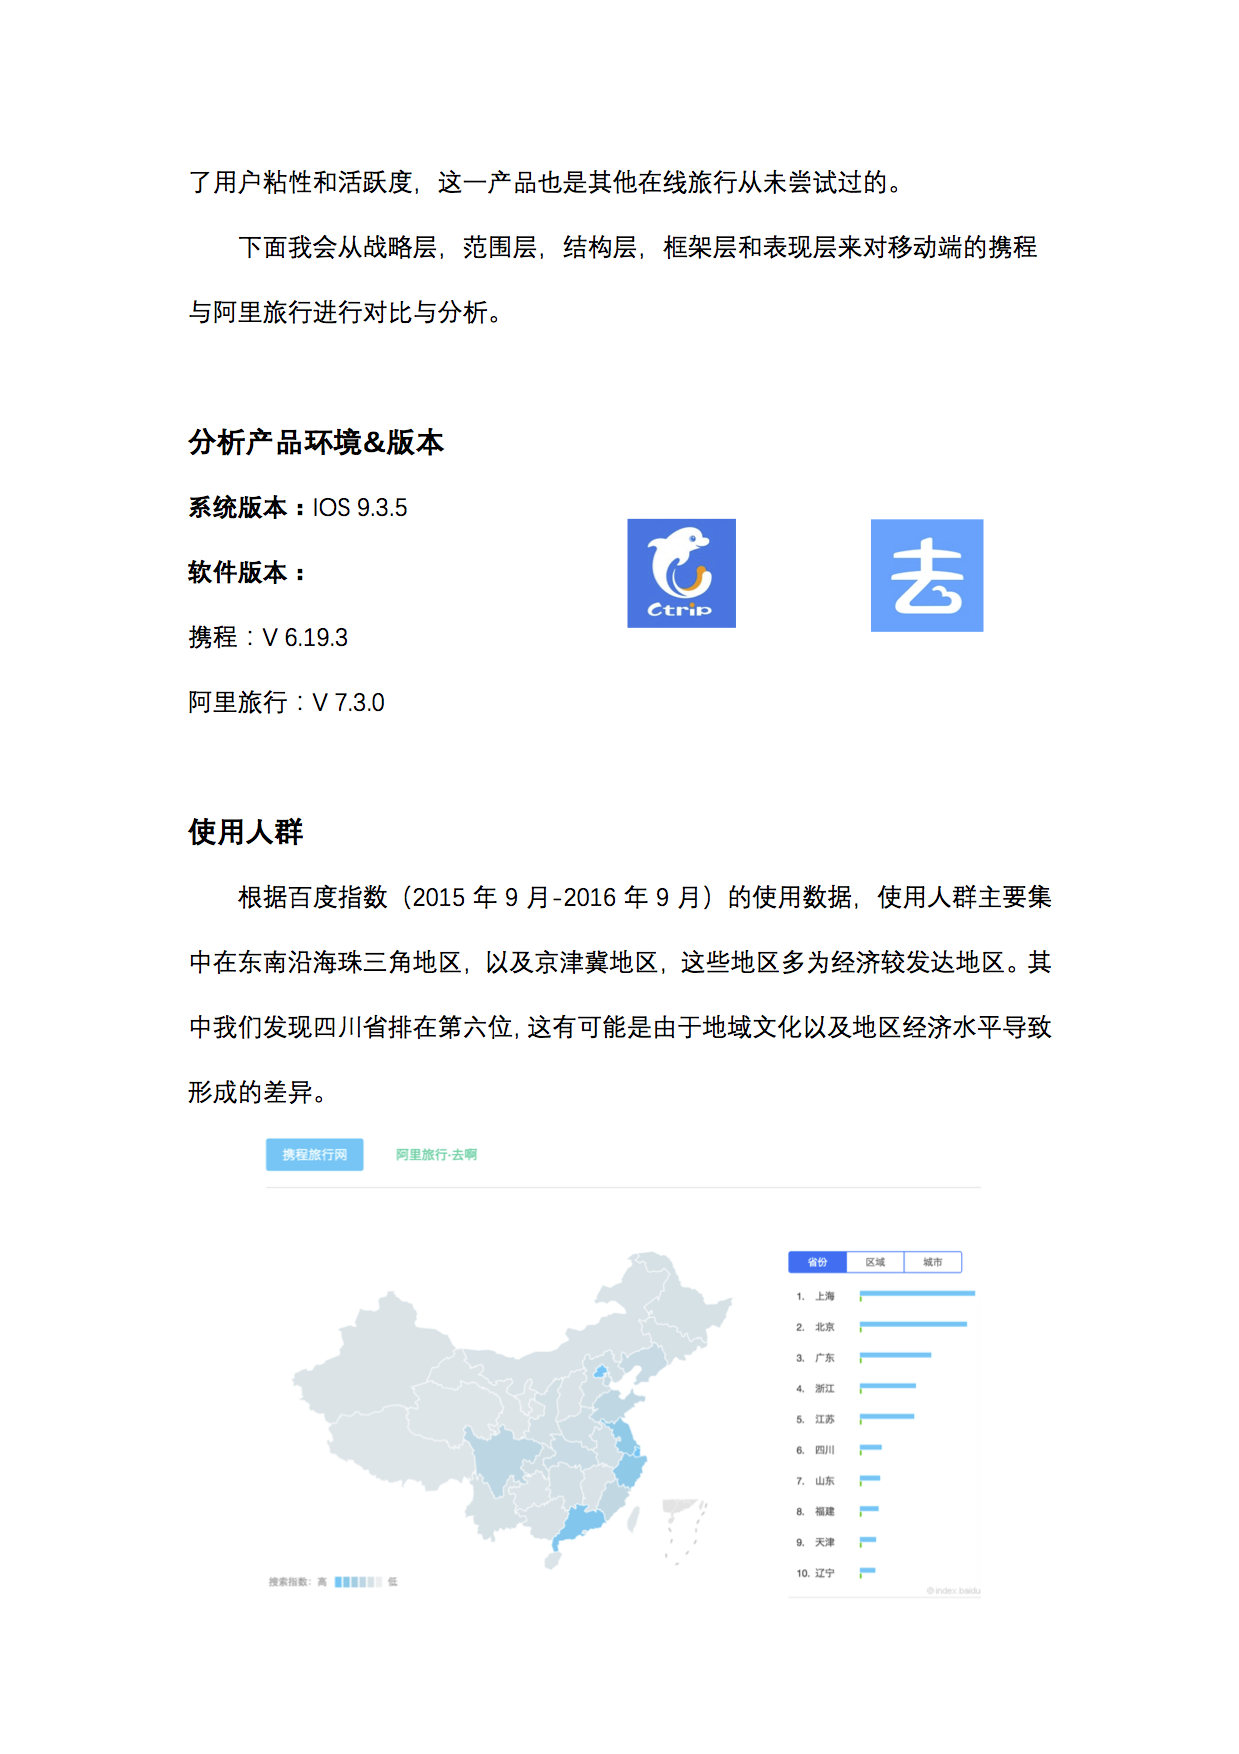 了用户粘性和活跃度，这一产品也是其他在线旅行从未尝试过的。
下面我会从战略层，范围层，结构层，框架层和表现层来对移动端的携程
与阿里旅行进行对比与分析。
分析产品环境&版本
系统版本：IOS 9.3.5
软件版本：
携程：V 6.19.3
阿里旅行：V 7.3.0
Ctrip
去
使用人群
根据百度指数（2015 年 9 月-2016 年 9 月）的使用数据，使用人群主要集
中在东南沿海珠三角地区，以及京津冀地区，这些地区多为经济较发达地区。其
中我们发现四川省排在第六位，这有可能是由于地域文化以及地区经济水平导致
形成的差异。
携程旅行网 阿里旅行·去啊
省份 区域 城市
1. 上海
2. 北京
3. 广东
4. 浙江
5. 江苏
6. 四川
7. 山东
8. 福建
9. 天津
10. 辽宁
搜索指数：高 低
© index.baidu